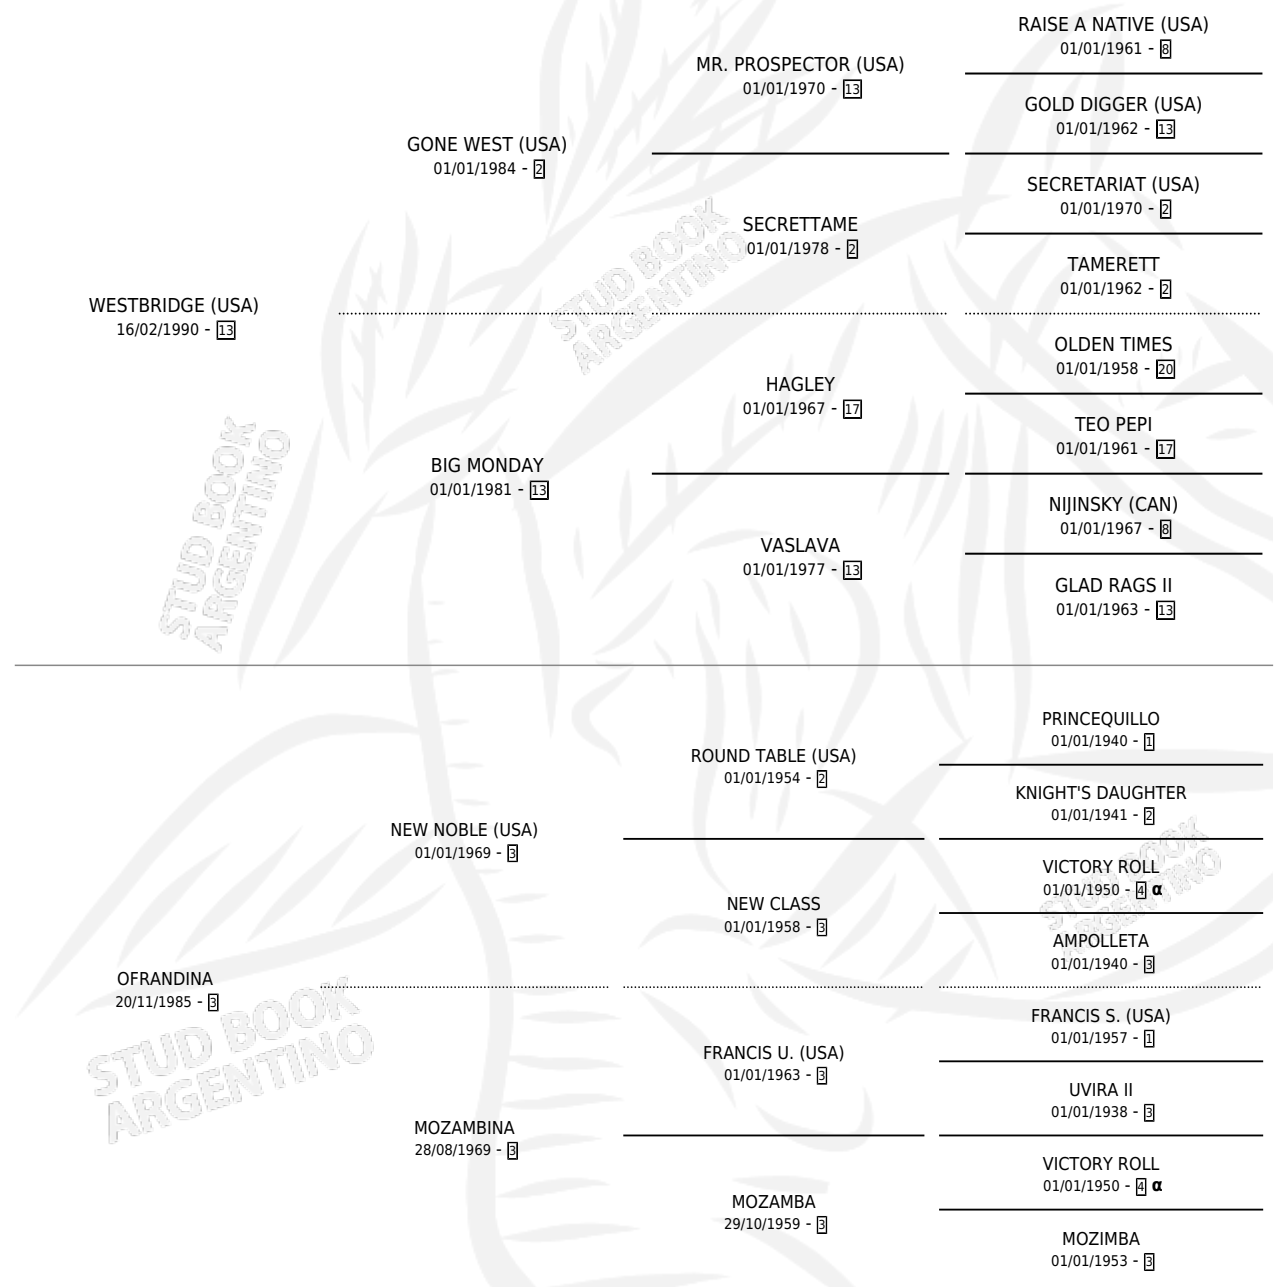 RAISE A NATIVE (USA)
01/01/1961 - 8
MR. PROSPECTOR (USA)
01/01/1970 - 13
GOLD DIGGER (USA)
01/01/1962 - 13
GONE WEST (USA)
01/01/1984 - 2
SECRETARIAT (USA)
01/01/1970 - 2
SECRETTAME
01/01/1978 - 2
TAMERETT
01/01/1962 - 2
WESTBRIDGE (USA)
16/02/1990 - 13
OLDEN TIMES
01/01/1958 - 20
HAGLEY
01/01/1967 - 17
TEO PEPI
01/01/1961 - 17
BIG MONDAY
01/01/1981 - 13
NIJINSKY (CAN)
01/01/1967 - 8
VASLAVA
01/01/1977 - 13
GLAD RAGS II
01/01/1963 - 13
PRINCEQUILLO
01/01/1940 - 1
ROUND TABLE (USA)
01/01/1954 - 2
KNIGHT'S DAUGHTER
01/01/1941 - 2
NEW NOBLE (USA)
01/01/1969 - 3
VICTORY ROLL
01/01/1950 - 4 α
NEW CLASS
01/01/1958 - 3
AMPOLLETA
01/01/1940 - 3
OFRANDINA
20/11/1985 - 3
FRANCIS S. (USA)
01/01/1957 - 1
FRANCIS U. (USA)
01/01/1963 - 3
UVIRA II
01/01/1938 - 3
MOZAMBINA
28/08/1969 - 3
VICTORY ROLL
01/01/1950 - 4 α
MOZAMBA
29/10/1959 - 3
MOZIMBA
01/01/1953 - 3
STUD BOOK
ARGENTINO
STUD BOOK
ARGENTINO
STUD BOOK
ARGENTINO
STUD BOOK
ARGENTINO